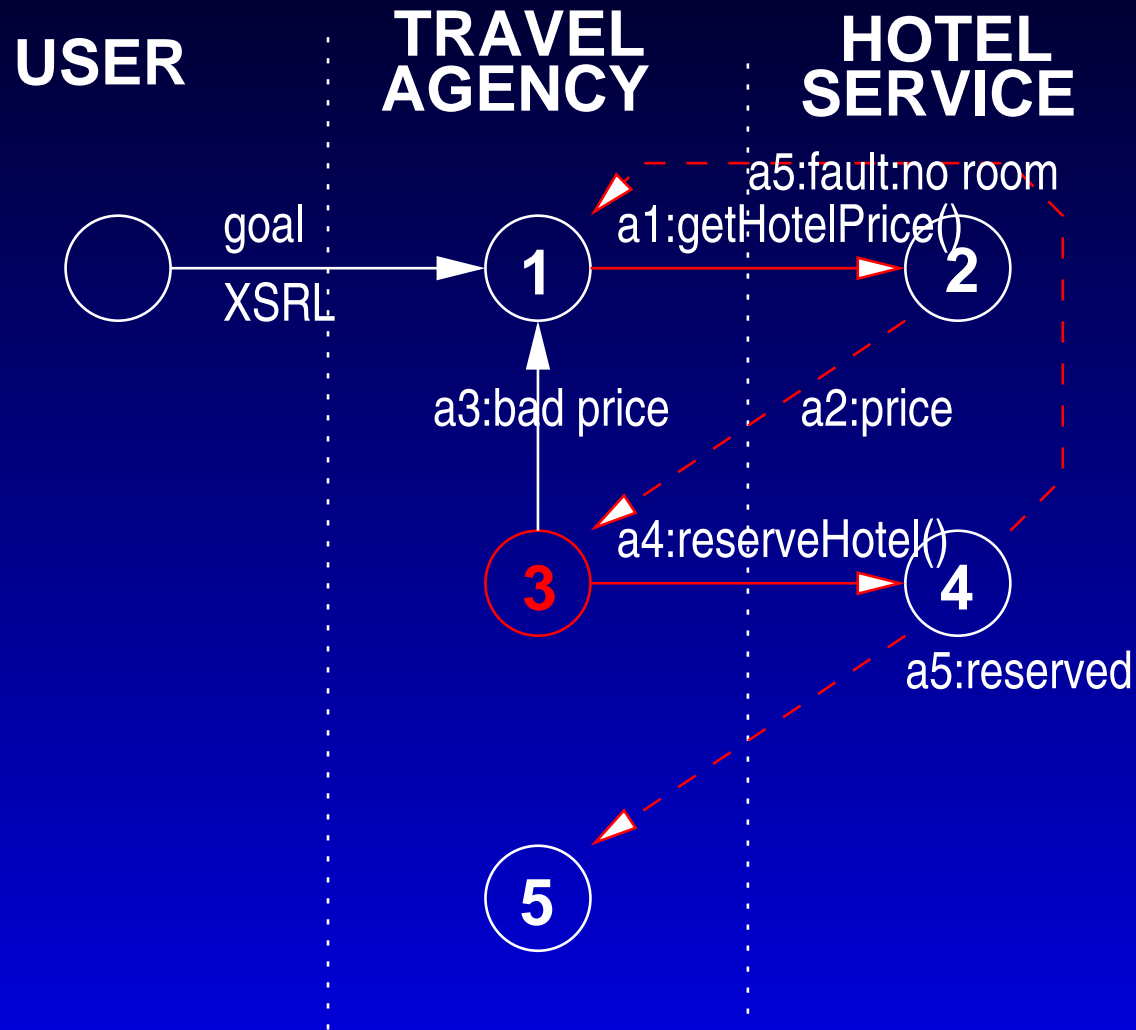 USER
TRAVEL
AGENCY
HOTEL
SERVICE
a5:fault:no room
goal
XSRL
1
a1:getHotelPrice()
2
a3:bad price
a2:price
3
a4:reserveHotel()
4
a5:reserved
5